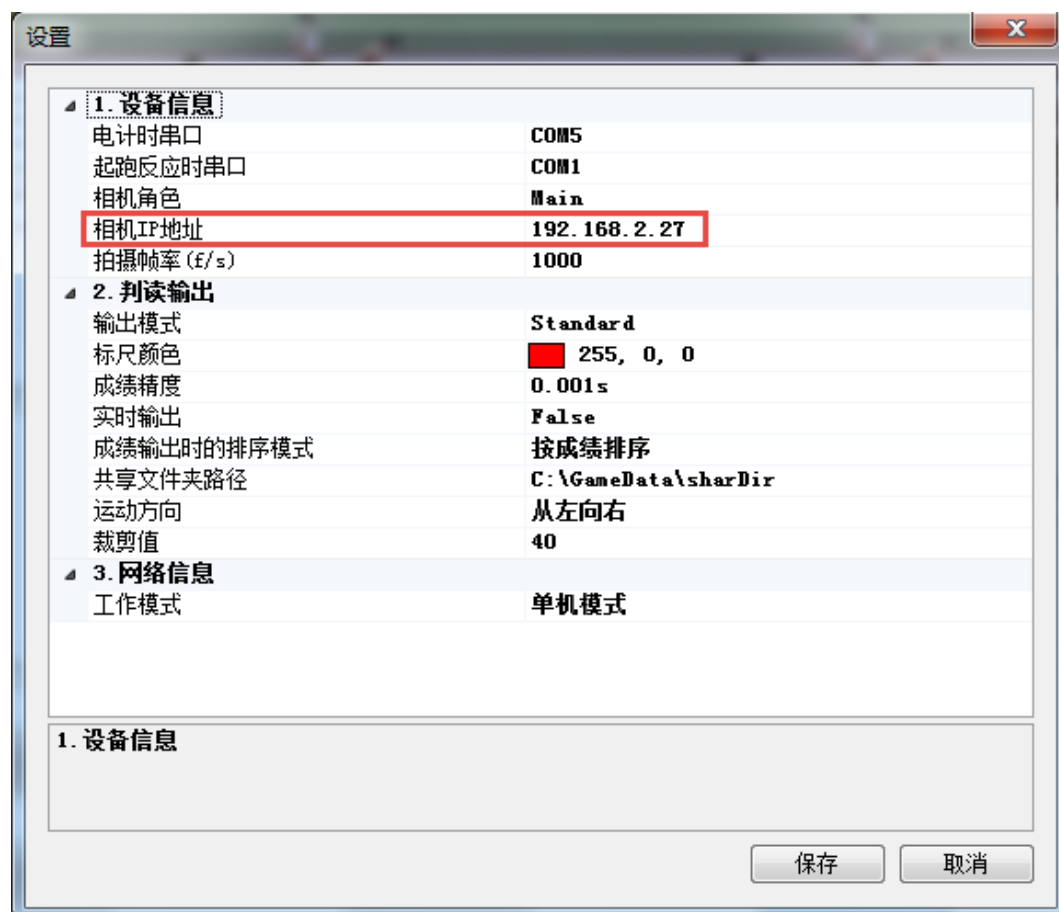 设置
1.设备信息
电计时串口 COM5
起跑反应时串口 COM1
相机角色 Main
相机IP地址 192.168.2.27
拍摄帧率(f/s) 1000
2.判读输出
输出模式 Standard
标尺颜色 255, 0, 0
成绩精度 0.001s
实时输出 False
成绩输出时的排序模式 按成绩排序
共享文件夹路径 C:\GameData\sharDir
运动方向 从左向右
裁剪值 40
3.网络信息
工作模式 单机模式
1.设备信息
保存 取消